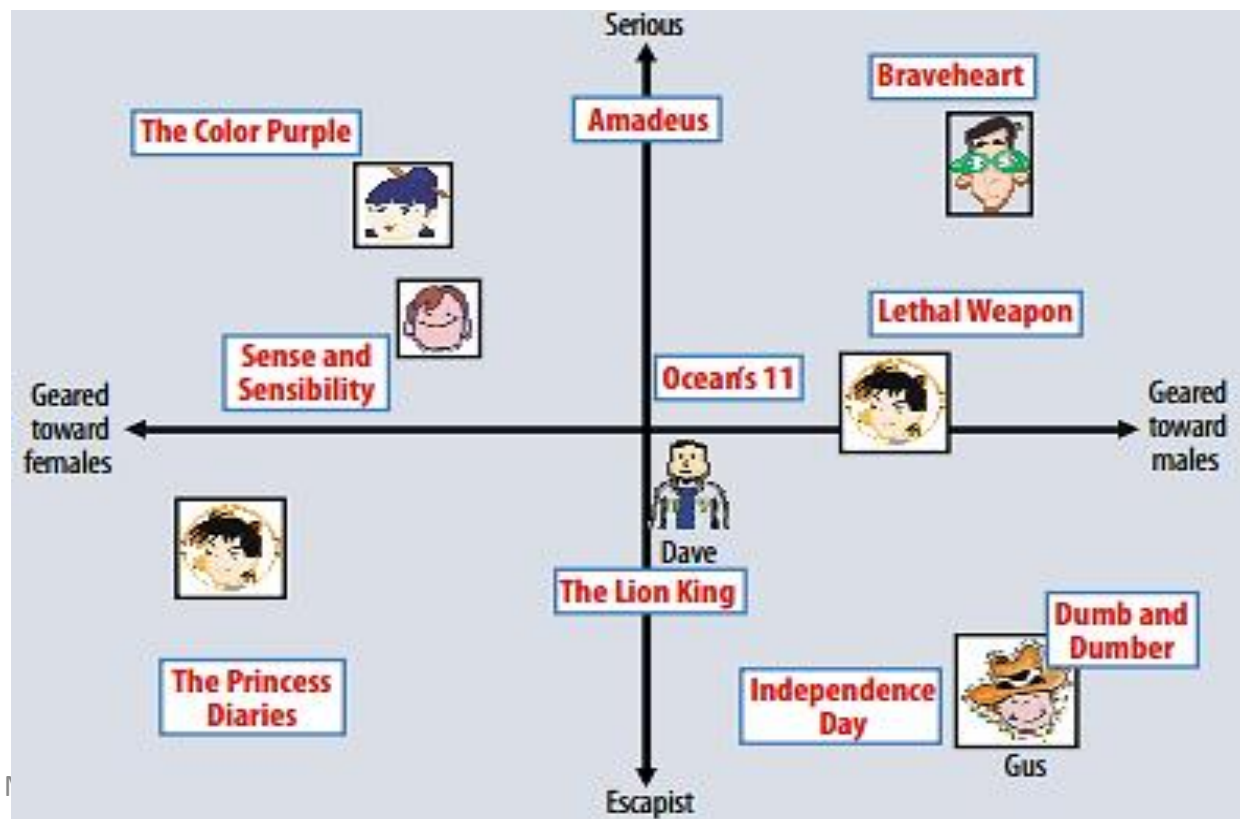 Serious
Braveheart
Amadeus
The Color Purple
Lethal Weapon
Sense and
Sensibility
Ocean's 11
Geared
toward
females
Geared
toward
males
Dave
The Lion King
Dumb and
Dumber
The Princess
Diaries
Independence
Day
Gus
Escapist